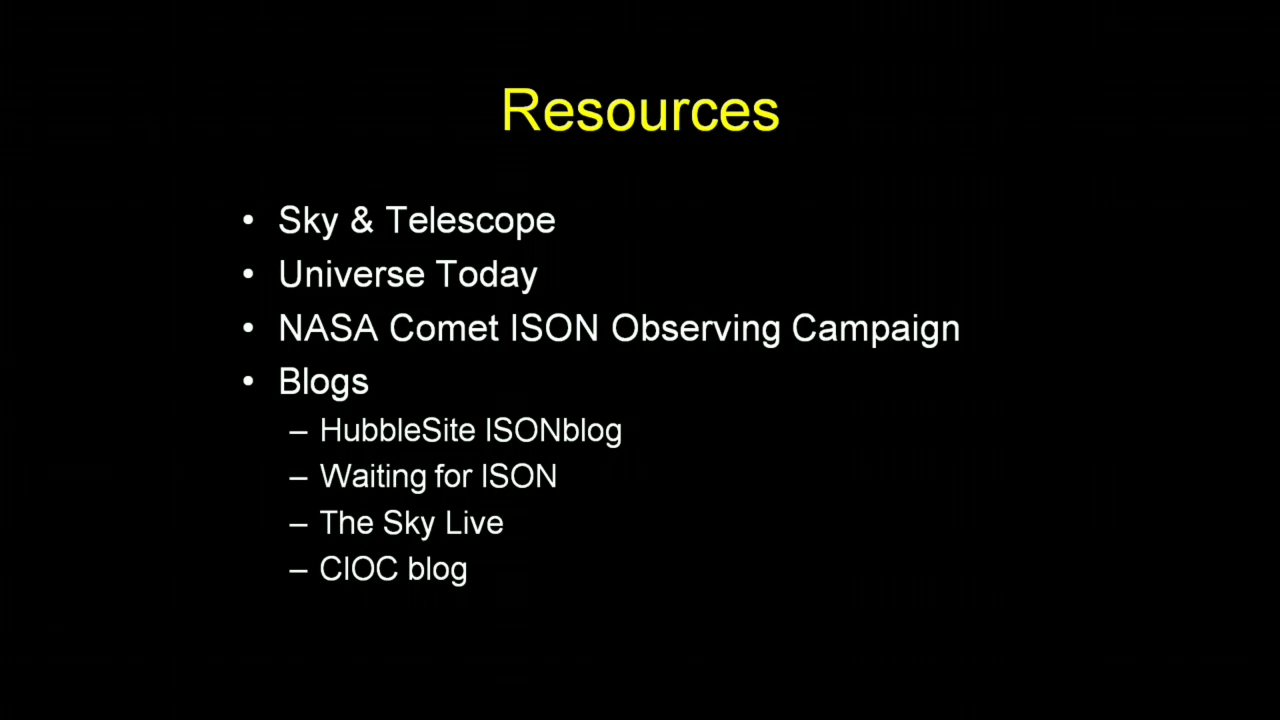 Resources
• Sky & Telescope
• Universe Today
• NASA Comet ISON Observing Campaign
• Blogs
– HubbleSite ISONblog
– Waiting for ISON
– The Sky Live
– CIOC blog